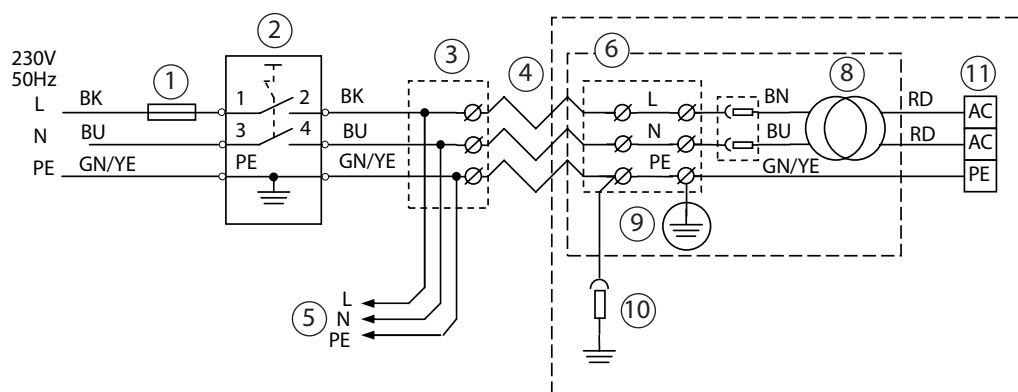 2
3
4
6
8
11
1
230V
50Hz
L BK 1 2 BK L BN RD AC
N BU 3 4 BU N BU RD AC
PE GN/YE PE GN/YE PE GN/YE PE
9
10
5
L
N
PE